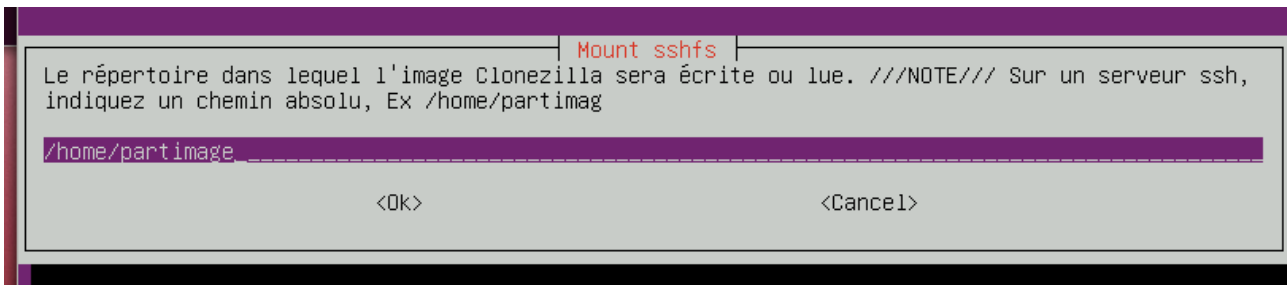 Mount sshfs
Le répertoire dans lequel l'image Clonezilla sera écrite ou lue. ///NOTE/// Sur un serveur ssh,
indiquez un chemin absolu, Ex /home/partimag
/home/partimage
<Ok> <Cancel>